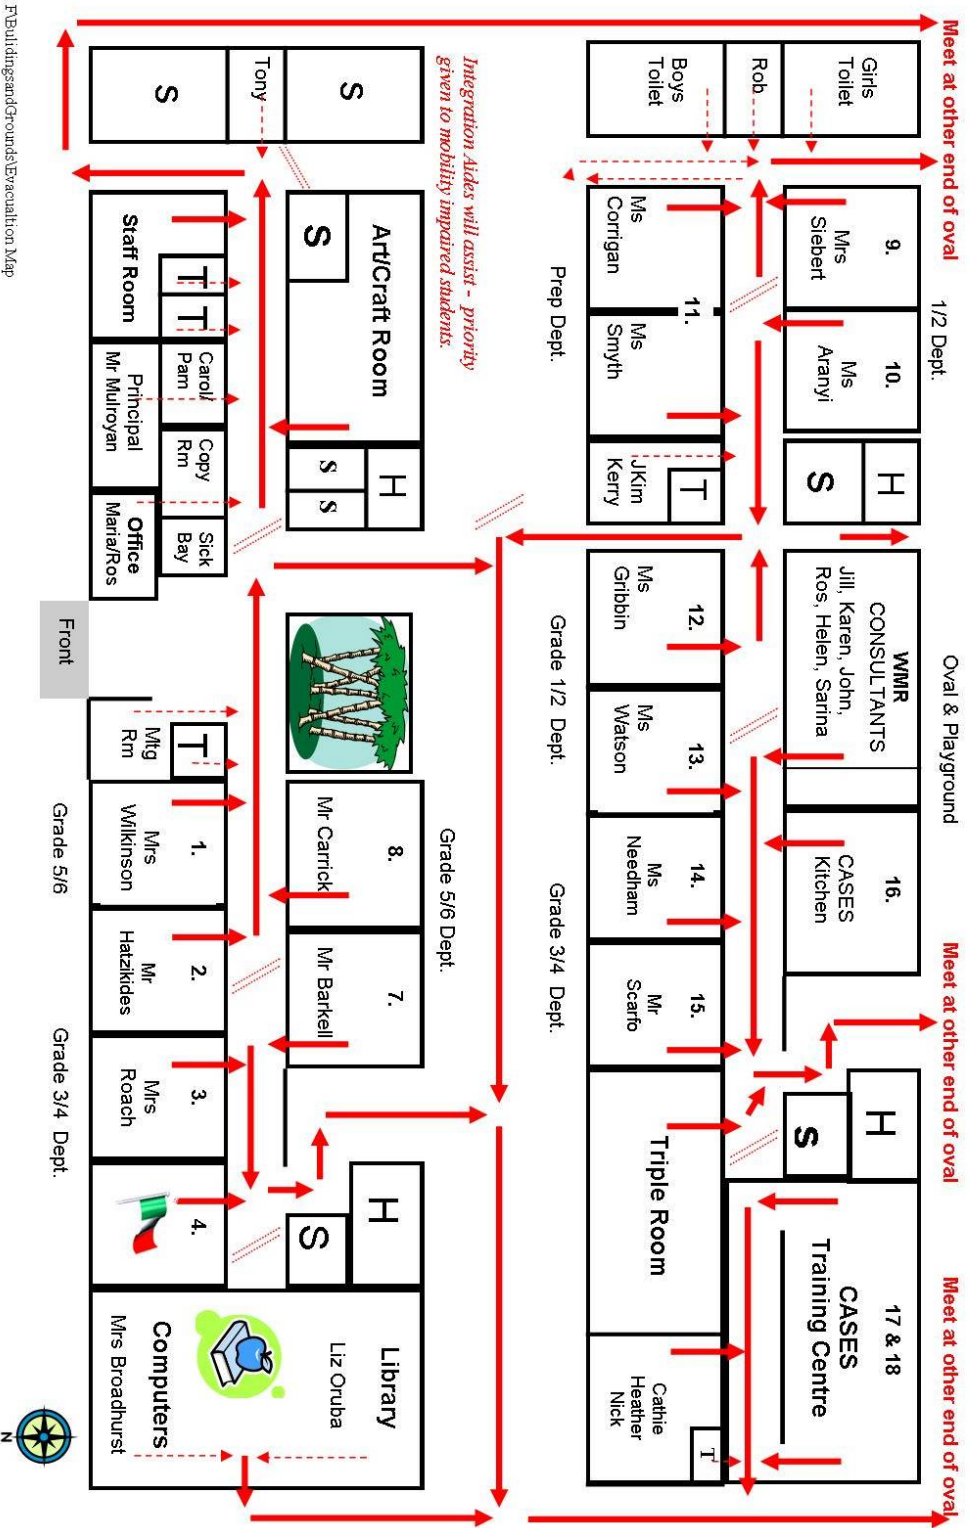 Meet at other end of oval
Meet at other end of oval
Meet at other end of oval
1/2 Dept.
Oval & Playground
Girls
Toilet
Rob
Boys
Toilet
9.
Mrs
Siebert
10.
Ms
Aranyi
H
S
WMR
CONSULTANTS
Jill, Karen, John,
Ros, Helen, Sarina
16.
CASES
Kitchen
H
S
17 & 18
CASES
Training Centre
11.
Ms
Corrigan
Ms
Smyth
T
JKim
Kerry
12.
Ms
Gribbin
13.
Ms
Watson
14.
Ms
Needham
15.
Mr
Scarfo
Triple Room
Cathie
Heather
Nick
T
Prep Dept.
Grade 1/2 Dept.
Grade 3/4 Dept.
Integration Aides will assist - priority
given to mobility impaired students.
Grade 5/6 Dept.
S
Tony
S
Art/Craft Room
S
H
S
S
8.
Mr Carrick
7.
Mr Barkell
H
S
Library
Liz Oruba
Computers
Mrs Broadhurst
Staff Room
T
T
Carol/
Pam
Copy
Rm
Sick
Bay
Principal
Mr Mulroyan
Office
Maria/Ros
Front
T
Mtg
Rm
1.
Mrs
Wilkinson
2.
Mr
Hatzikides
3.
Mrs
Roach
4.
Grade 5/6
Grade 3/4 Dept.
N
F\BulidingsandGrounds\Evacualtion Map